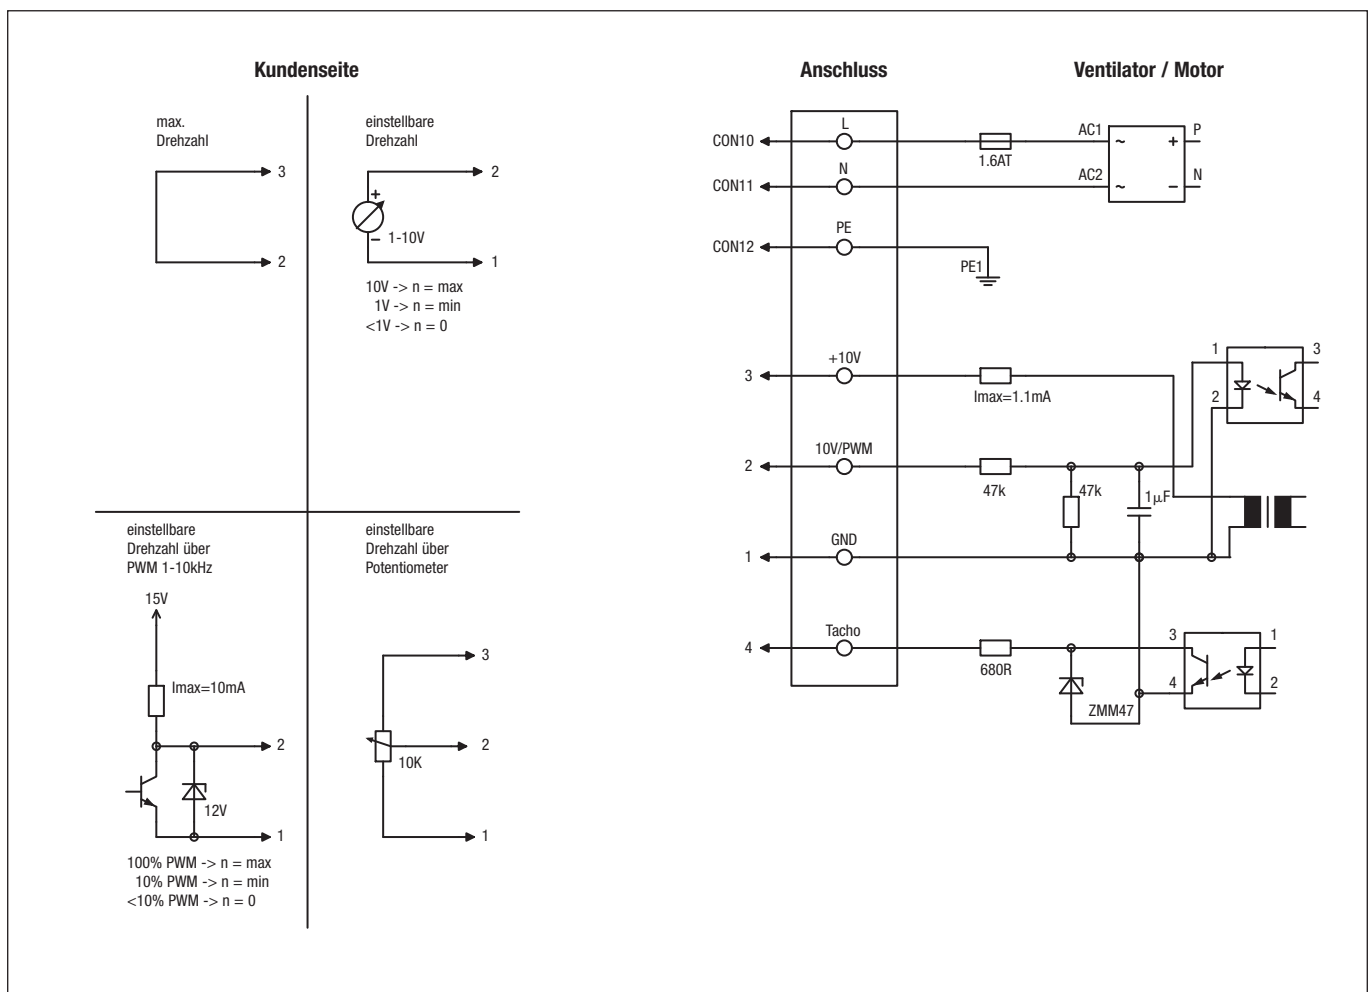 Kundenseite
max.
Drehzahl
3
2
einstellbare
Drehzahl
2
+
1-10V
–
1
10V -> n = max
1V -> n = min
<1V -> n = 0
einstellbare
Drehzahl über
PWM 1-10kHz
15V
Imax=10mA
2
12V
1
100% PWM -> n = max
10% PWM -> n = min
<10% PWM -> n = 0
einstellbare
Drehzahl über
Potentiometer
3
2
10K
1
Anschluss
Ventilator / Motor
CON10
L
1.6AT
AC1
~
+
P
CON11
N
AC2
~
–
N
CON12
PE
PE1
3
+10V
Imax=1.1mA
1
2
3
4
2
10V/PWM
47k
47k
1µF
1
GND
4
Tacho
680R
ZMM47
3
4
1
2